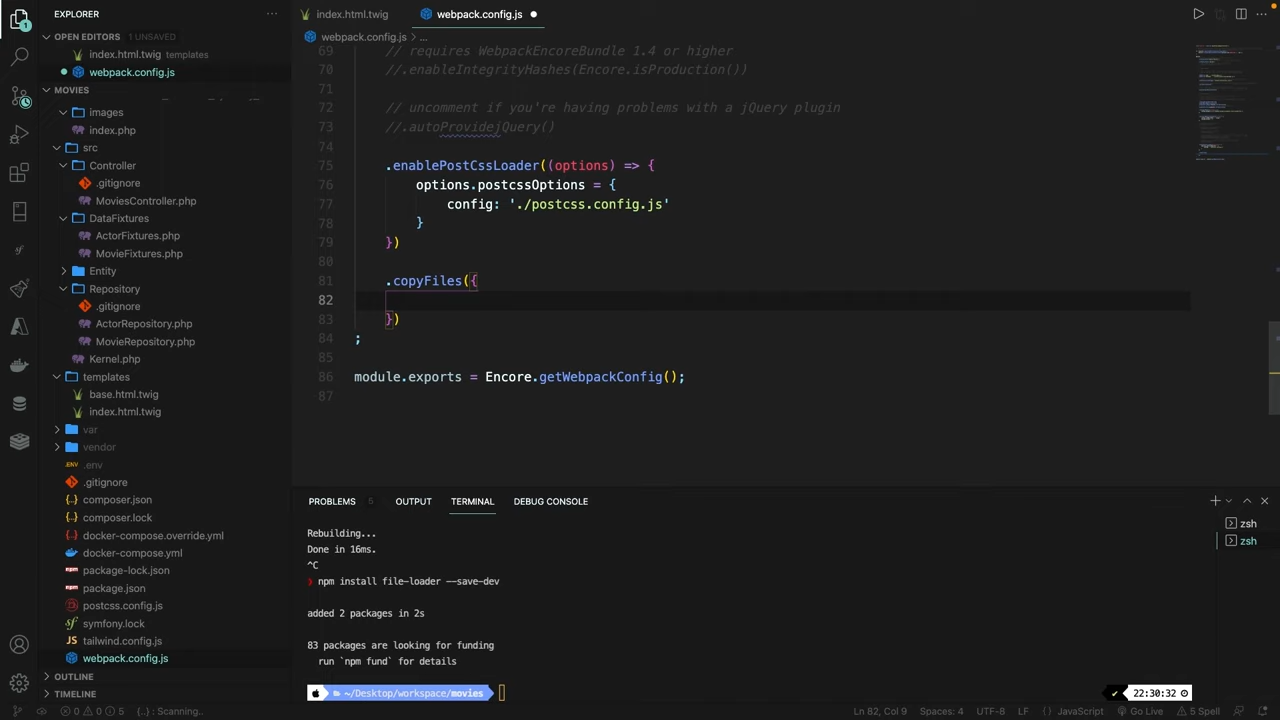 EXPLORER
OPEN EDITORS 1 UNSAVED
index.html.twig templates
webpack.config.js
MOVIES
images
index.php
src
Controller
.gitignore
MoviesController.php
DataFixtures
ActorFixtures.php
MovieFixtures.php
Entity
Repository
.gitignore
ActorRepository.php
MovieRepository.php
Kernel.php
templates
base.html.twig
index.html.twig
var
vendor
.env
.gitignore
composer.json
composer.lock
docker-compose.override.yml
docker-compose.yml
package-lock.json
package.json
postcss.config.js
symfony.lock
tailwind.config.js
webpack.config.js
OUTLINE
TIMELINE
index.html.twig webpack.config.js
webpack.config.js > ...
69 // requires WebpackEncoreBundle 1.4 or higher
70 //.enableIntegrityHashes(Encore.isProduction())
71
72 // uncomment if you're having problems with a jQuery plugin
73 //.autoProvidejQuery()
74
75 .enablePostCssLoader((options) => {
76 options.postcssOptions = {
77 config: './postcss.config.js'
78 }
79 })
80
81 .copyFiles({
82
83 })
84 ;
85
86 module.exports = Encore.getWebpackConfig();
87
PROBLEMS 5 OUTPUT TERMINAL DEBUG CONSOLE
Rebuilding...
Done in 16ms.
^C
❯ npm install file-loader --save-dev
added 2 packages in 2s
83 packages are looking for funding
run `npm fund` for details
~/Desktop/workspace/movies
✔ 22:30:32
zsh
zsh
0 0 5 {..} : Scanning..
Ln 82, Col 9 Spaces: 4 UTF-8 LF {} JavaScript Go Live 5 Spell